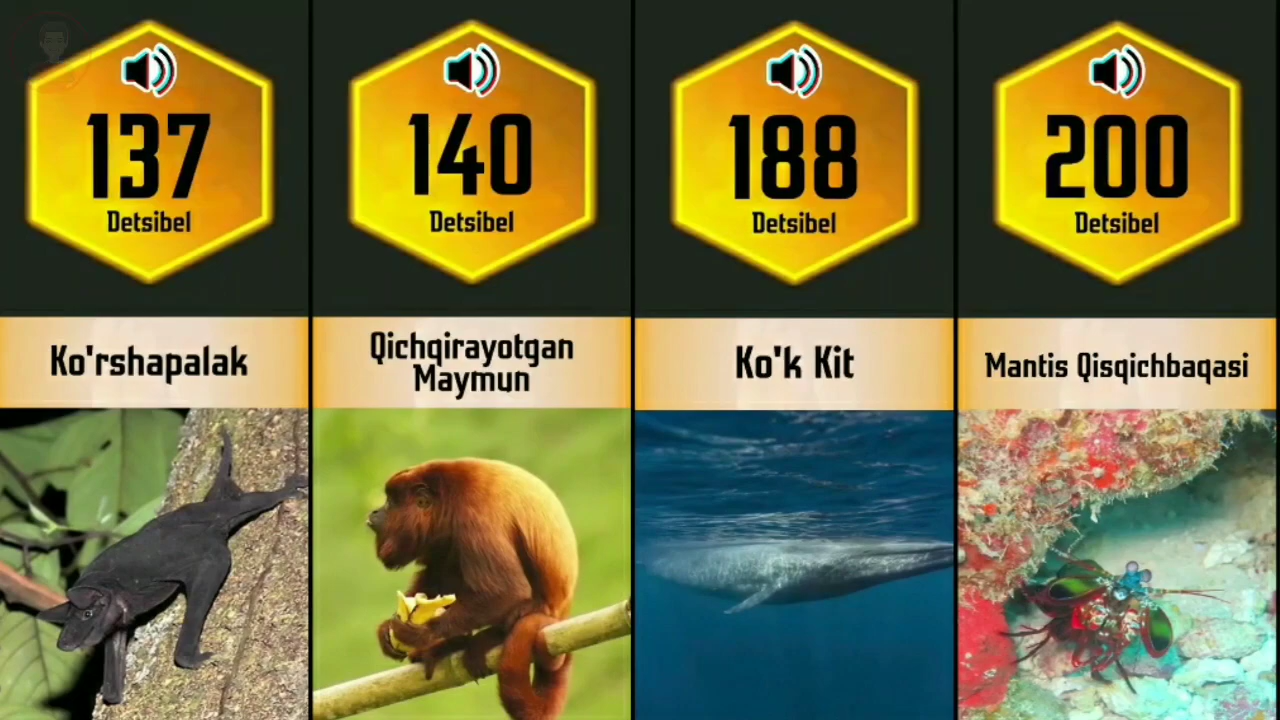 137
Detsibel
Ko'rshapalak
140
Detsibel
Qichqirayotgan
Maymun
188
Detsibel
Ko'k Kit
200
Detsibel
Mantis Qisqichbaqasi